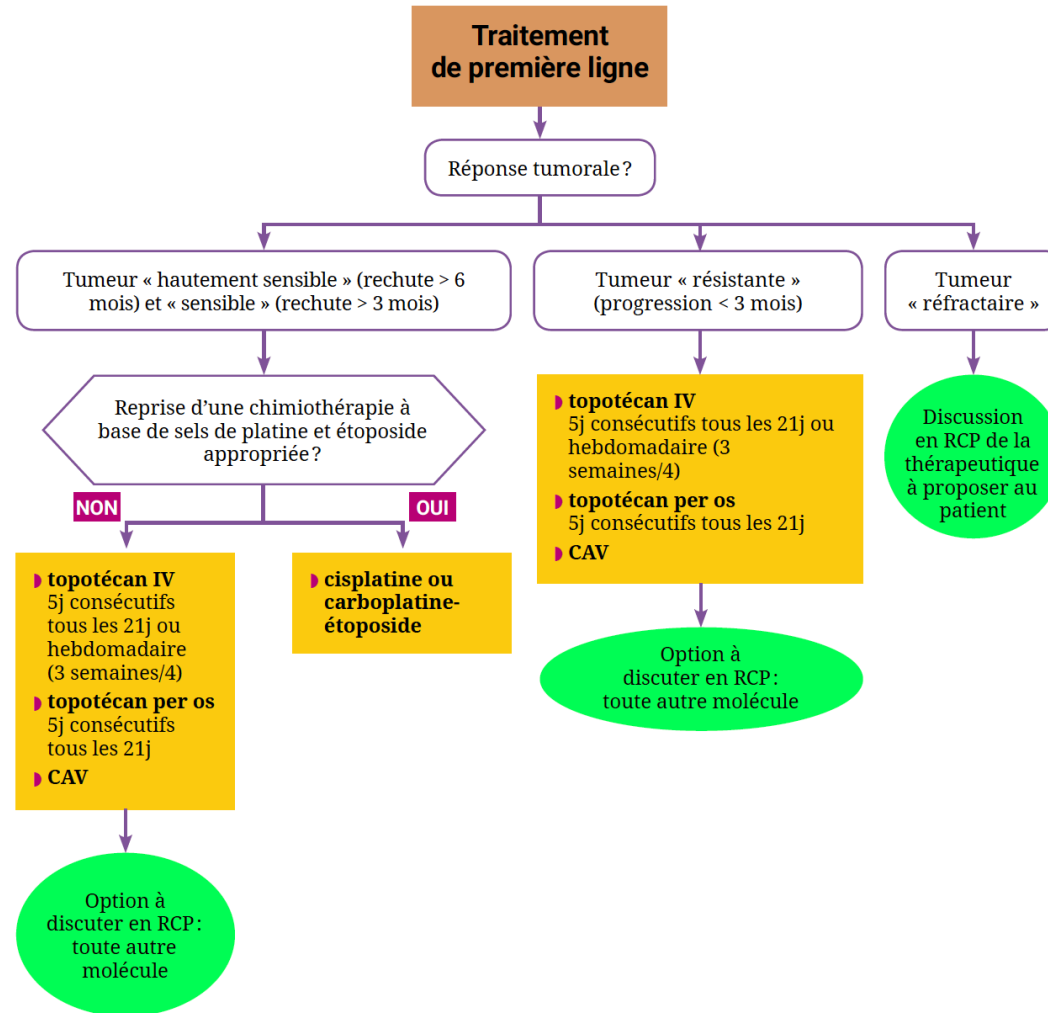 Traitement
de première ligne
Réponse tumorale ?
Tumeur « hautement sensible » (rechute > 6
mois) et « sensible » (rechute > 3 mois)
Tumeur « résistante »
(progression < 3 mois)
Tumeur
« réfractaire »
Reprise d’une chimiothérapie à
base de sels de platine et étoposide
appropriée ?
NON
OUI
topotécan IV
5j consécutifs
tous les 21j ou
hebdomadaire
(3 semaines/4)
topotécan per os
5j consécutifs
tous les 21j
CAV
cisplatine ou
carboplatine-
étoposide
topotécan IV
5j consécutifs tous les 21j ou
hebdomadaire (3
semaines/4)
topotécan per os
5j consécutifs tous les 21j
CAV
Discussion
en RCP de la
thérapeutique
à proposer au
patient
Option à
discuter en RCP :
toute autre molécule
Option à
discuter en RCP :
toute autre
molécule